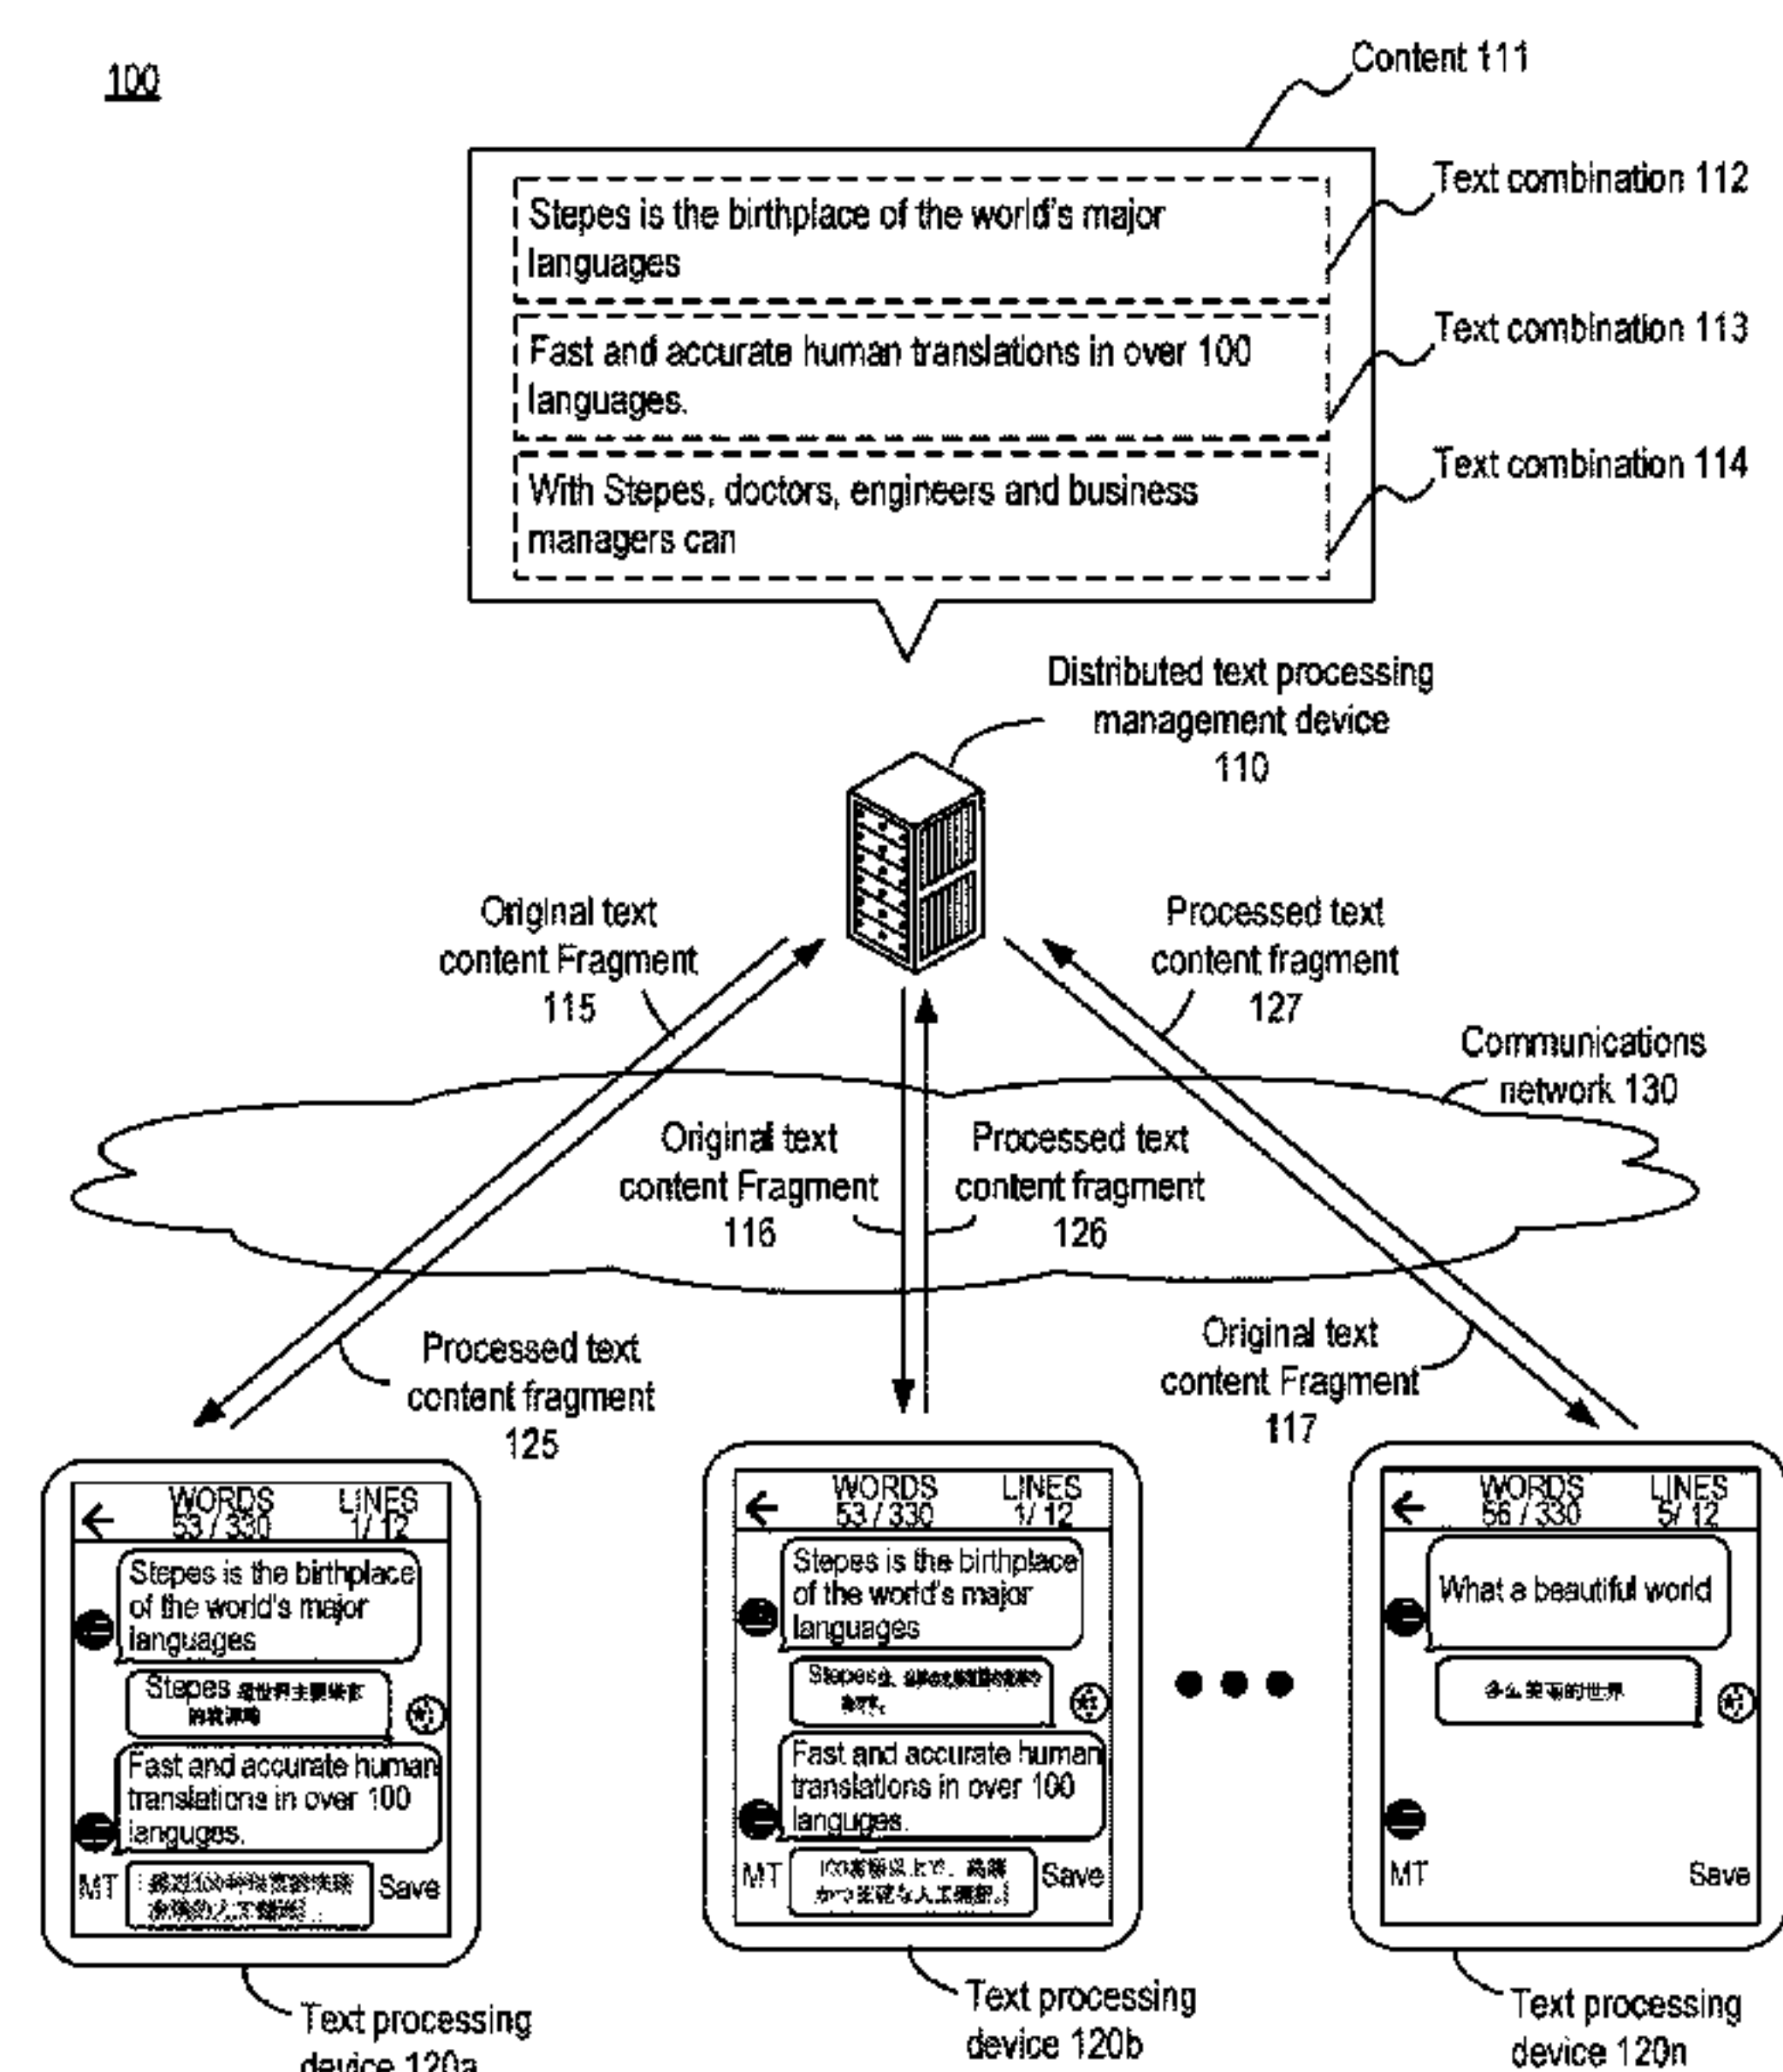 100
Content 111
Text combination 112
Stepes is the birthplace of the world's major
languages
Text combination 113
Fast and accurate human translations in over 100
languages.
Text combination 114
With Stepes, doctors, engineers and business
managers can
Distributed text processing
management device
110
Original text
content Fragment
115
Processed text
content fragment
127
Communications
network 130
Original text
content Fragment
116
Processed text
content fragment
126
Processed text
content fragment
125
Original text
content Fragment
117
WORDS LINES
53 / 330 1/ 12
Stepes is the birthplace
of the world's major
languages
Stepes
Fast and accurate human
translations in over 100
languges.
MT
Save
Text processing
device 120a
WORDS LINES
53 / 330 1/ 12
Stepes is the birthplace
of the world's major
languages
Stepes
Fast and accurate human
translations in over 100
languges.
MT
Save
Text processing
device 120b
WORDS LINES
56 / 330 5/ 12
What a beautiful world
多么美丽的世界
MT Save
Text processing
device 120n